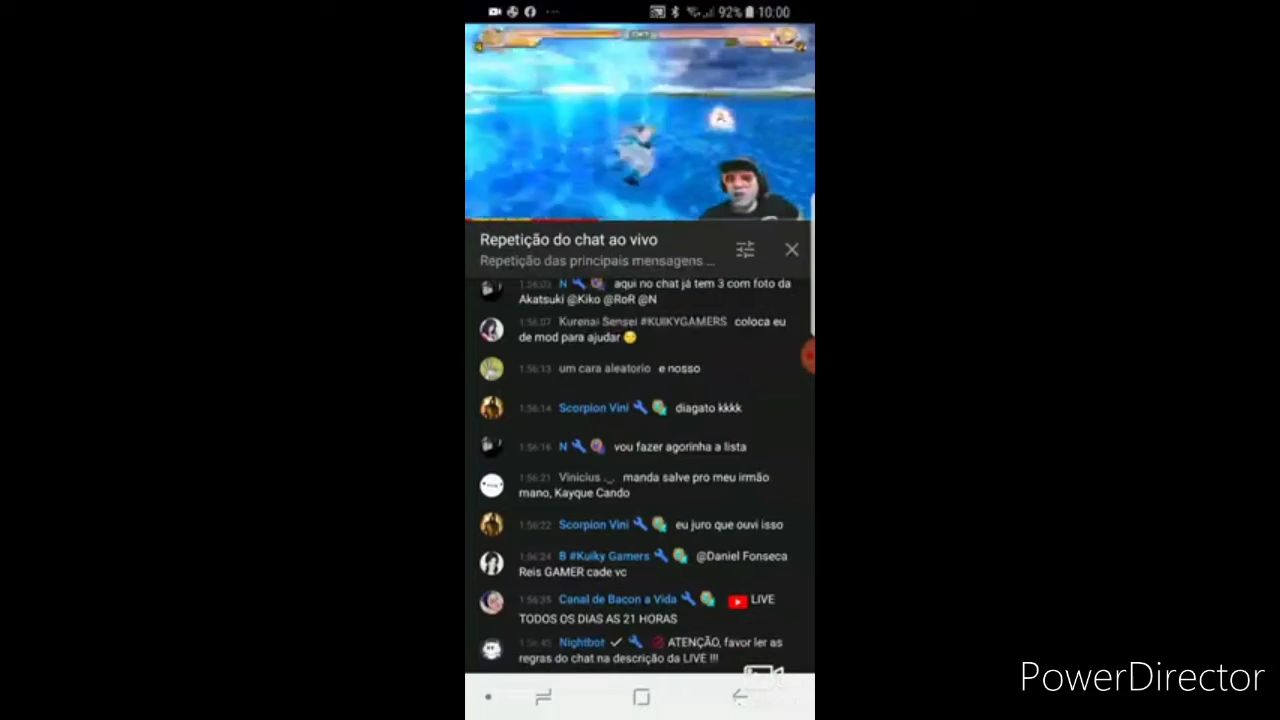 92% 10:00
Repetição do chat ao vivo
Repetição das principais mensagens ...
1:56:03 N aqui no chat já tem 3 com foto da
Akatsuki @Kiko @RoR @N
1:56:07 Kurenai Sensei #KUIKYGAMERS coloca eu
de mod para ajudar
1:56:13 um cara aleatorio e nosso
1:56:14 Scorpion Vini diagato kkkk
1:56:16 N vou fazer agorinha a lista
1:56:21 Vinicius ._. manda salve pro meu irmão
mano, Kayque Cando
1:56:22 Scorpion Vini eu juro que ouvi isso
1:56:24 B #Kuiky Gamers @Daniel Fonseca
Reis GAMER cade vc
1:56:35 Canal de Bacon a Vida LIVE
TODOS OS DIAS AS 21 HORAS
1:56:45 Nightbot ATENÇÃO, favor ler as
regras do chat na descrição da LIVE !!!
PowerDirector